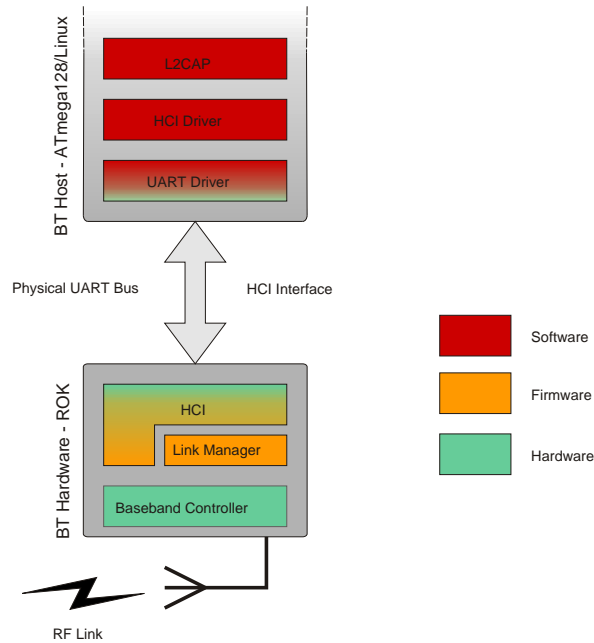 BT Host - ATmega128/Linux
L2CAP
HCI Driver
UART Driver
Physical UART Bus
HCI Interface
BT Hardware - ROK
HCI
Link Manager
Baseband Controller
RF Link
Software
Firmware
Hardware